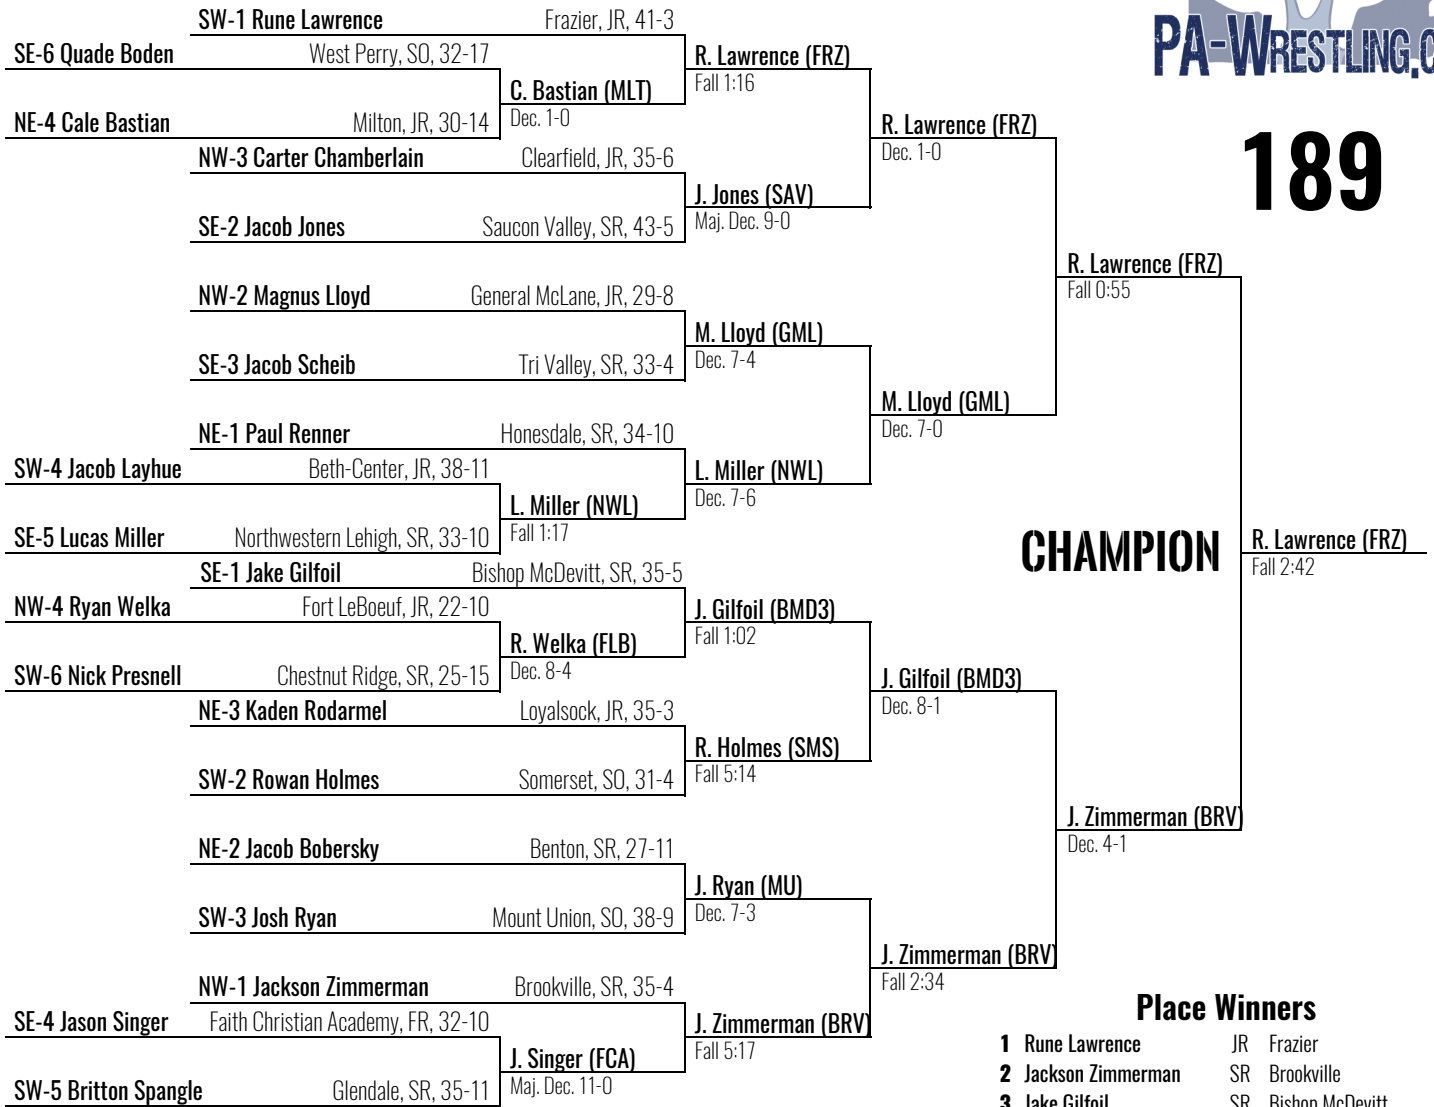 SW-1 Rune Lawrence Frazier, JR, 41-3
SE-6 Quade Boden West Perry, SO, 32-17
R. Lawrence (FRZ)
Fall 1:16
C. Bastian (MLT)
Dec. 1-0
NE-4 Cale Bastian Milton, JR, 30-14
R. Lawrence (FRZ)
Dec. 1-0
NW-3 Carter Chamberlain Clearfield, JR, 35-6
J. Jones (SAV)
Maj. Dec. 9-0
SE-2 Jacob Jones Saucon Valley, SR, 43-5
PA-WRESTLING.C
189
R. Lawrence (FRZ)
Fall 0:55
NW-2 Magnus Lloyd General McLane, JR, 29-8
M. Lloyd (GML)
Dec. 7-4
SE-3 Jacob Scheib Tri Valley, SR, 33-4
M. Lloyd (GML)
Dec. 7-0
NE-1 Paul Renner Honesdale, SR, 34-10
SW-4 Jacob Layhue Beth-Center, JR, 38-11
L. Miller (NWL)
Dec. 7-6
L. Miller (NWL)
Fall 1:17
SE-5 Lucas Miller Northwestern Lehigh, SR, 33-10
CHAMPION
R. Lawrence (FRZ)
Fall 2:42
SE-1 Jake Gilfoil Bishop McDevitt, SR, 35-5
NW-4 Ryan Welka Fort LeBoeuf, JR, 22-10
J. Gilfoil (BMD3)
Fall 1:02
R. Welka (FLB)
Dec. 8-4
SW-6 Nick Presnell Chestnut Ridge, SR, 25-15
J. Gilfoil (BMD3)
Dec. 8-1
NE-3 Kaden Rodarmel Loyalsock, JR, 35-3
R. Holmes (SMS)
Fall 5:14
SW-2 Rowan Holmes Somerset, SO, 31-4
J. Zimmerman (BRV)
Dec. 4-1
NE-2 Jacob Bobersky Benton, SR, 27-11
J. Ryan (MU)
Dec. 7-3
SW-3 Josh Ryan Mount Union, SO, 38-9
J. Zimmerman (BRV)
Fall 2:34
NW-1 Jackson Zimmerman Brookville, SR, 35-4
SE-4 Jason Singer Faith Christian Academy, FR, 32-10
J. Zimmerman (BRV)
Fall 5:17
J. Singer (FCA)
Maj. Dec. 11-0
SW-5 Britton Spangle Glendale, SR, 35-11
Place Winners
1 Rune Lawrence JR Frazier
2 Jackson Zimmerman SR Brookville
3 Jake Gilfoil SR Bishop McDevitt